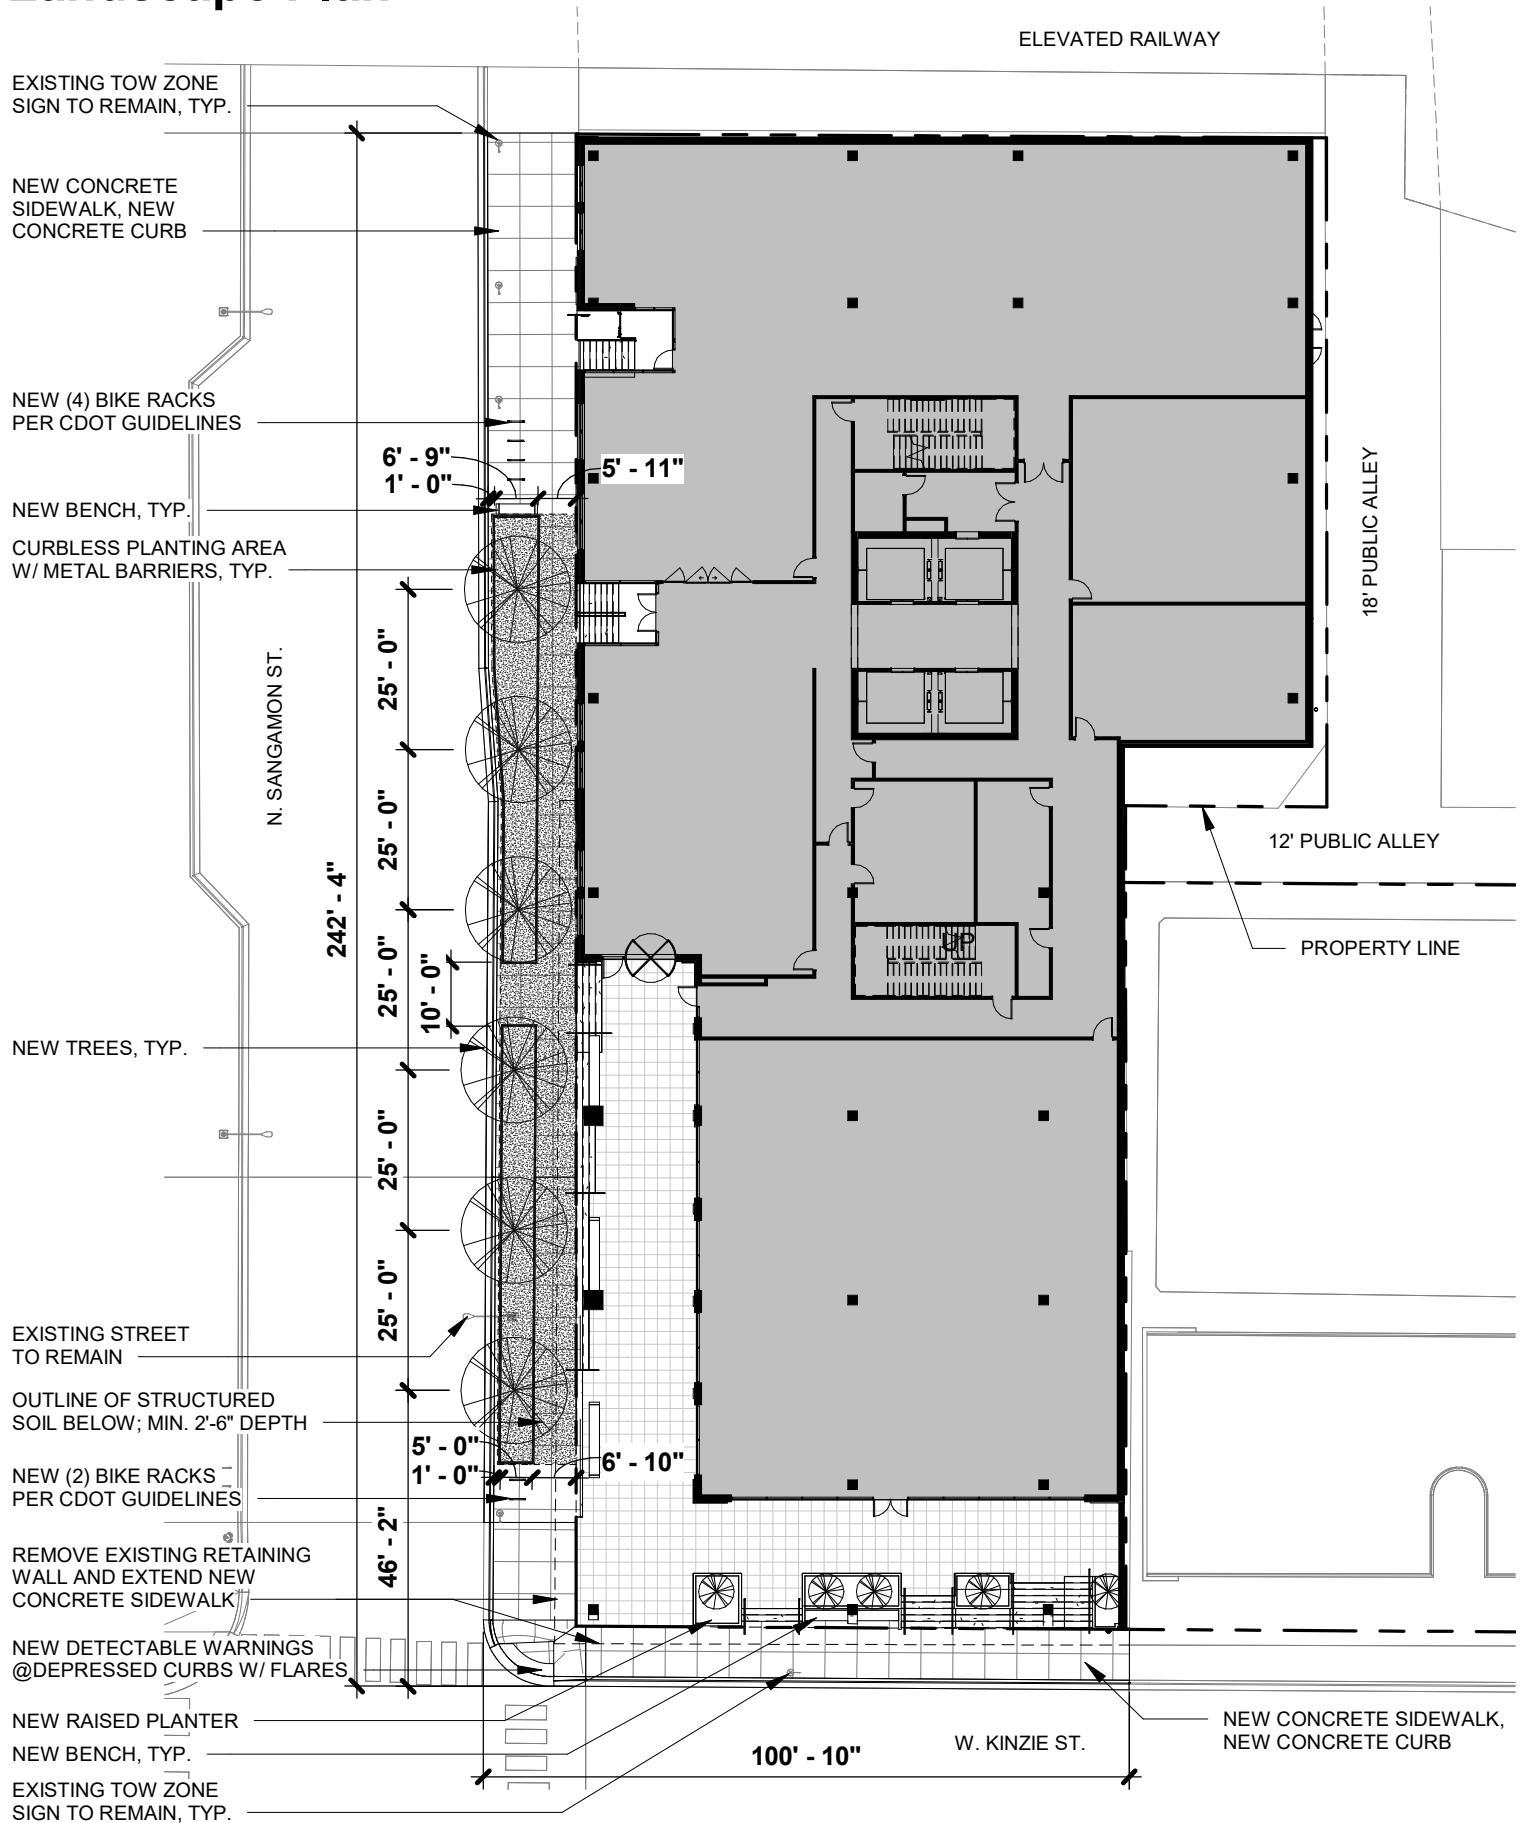 Landscape Plan
ELEVATED RAILWAY
EXISTING TOW ZONE
SIGN TO REMAIN, TYP.
NEW CONCRETE
SIDEWALK, NEW
CONCRETE CURB
NEW (4) BIKE RACKS
PER CDOT GUIDELINES
6' - 9"
1' - 0"
5' - 11"
NEW BENCH, TYP.
CURBLESS PLANTING AREA
W/ METAL BARRIERS, TYP.
18' PUBLIC ALLEY
N. SANGAMON ST.
25' - 0"
25' - 0"
12' PUBLIC ALLEY
242' - 4"
25' - 0"
10' - 0"
UP
PROPERTY LINE
NEW TREES, TYP.
25' - 0"
25' - 0"
EXISTING STREET
TO REMAIN
OUTLINE OF STRUCTURED
SOIL BELOW; MIN. 2'-6" DEPTH
5' - 0"
1' - 0"
6' - 10"
NEW (2) BIKE RACKS
PER CDOT GUIDELINES
46' - 2"
REMOVE EXISTING RETAINING
WALL AND EXTEND NEW
CONCRETE SIDEWALK
NEW DETECTABLE WARNINGS
@DEPRESSED CURBS W/ FLARES
NEW RAISED PLANTER
NEW BENCH, TYP.
EXISTING TOW ZONE
SIGN TO REMAIN, TYP.
100' - 10"
W. KINZIE ST.
NEW CONCRETE SIDEWALK,
NEW CONCRETE CURB